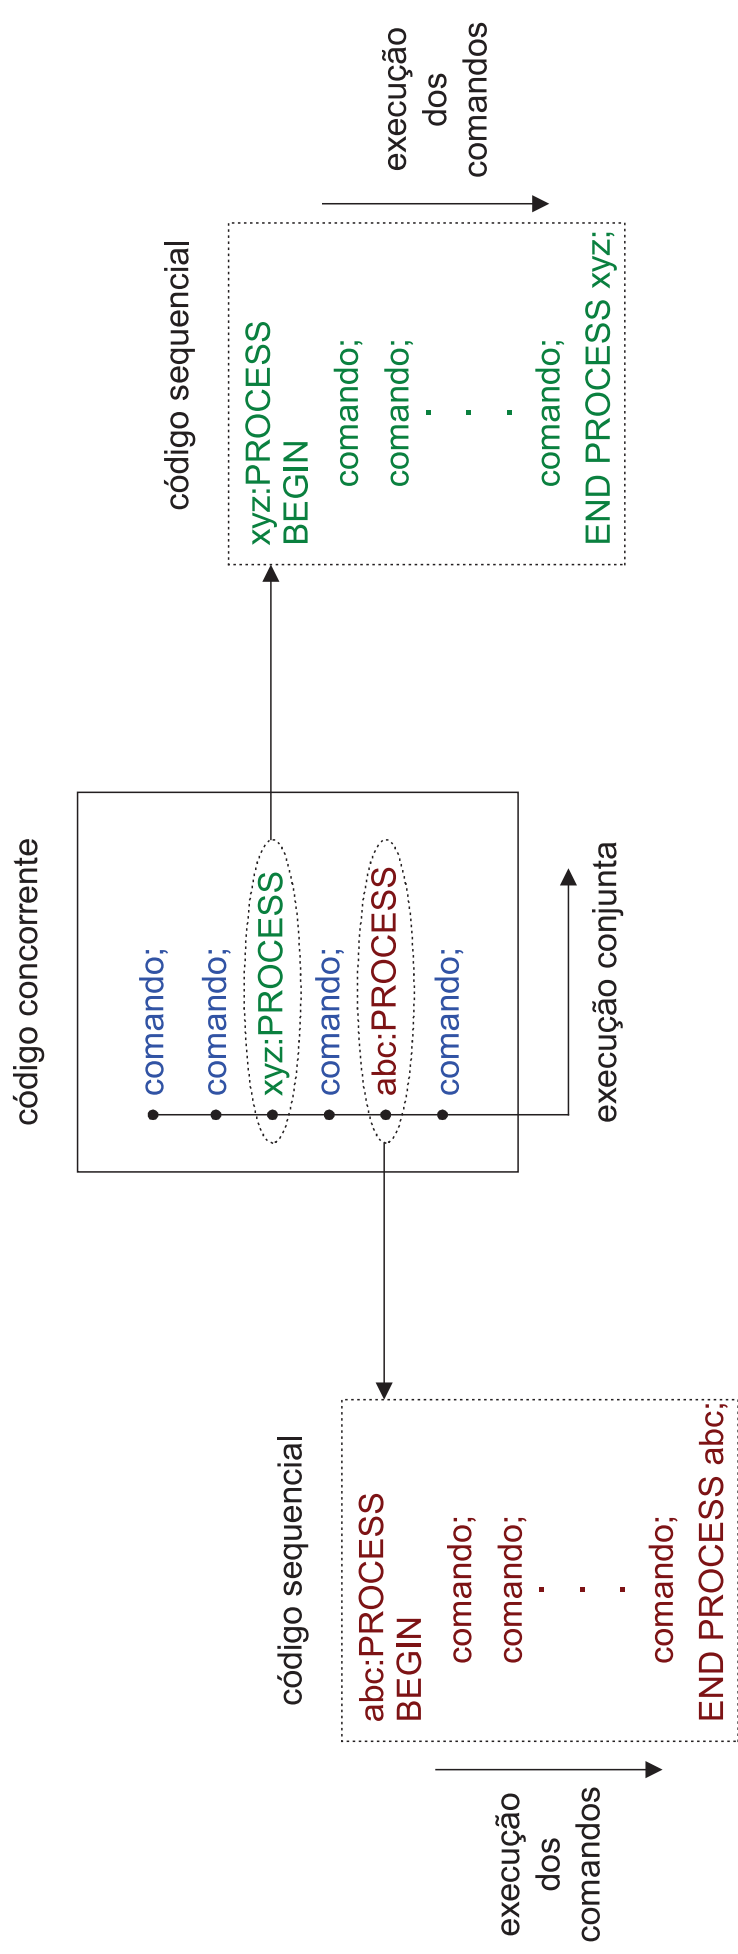 código concorrente
comando;
comando;
xyz:PROCESS
comando;
abc:PROCESS
comando;
execução conjunta
código sequencial
abc:PROCESS
BEGIN
comando;
comando;
.
.
.
comando;
END PROCESS abc;
execução
dos
comandos
código sequencial
xyz:PROCESS
BEGIN
comando;
comando;
.
.
.
comando;
END PROCESS xyz;
execução
dos
comandos